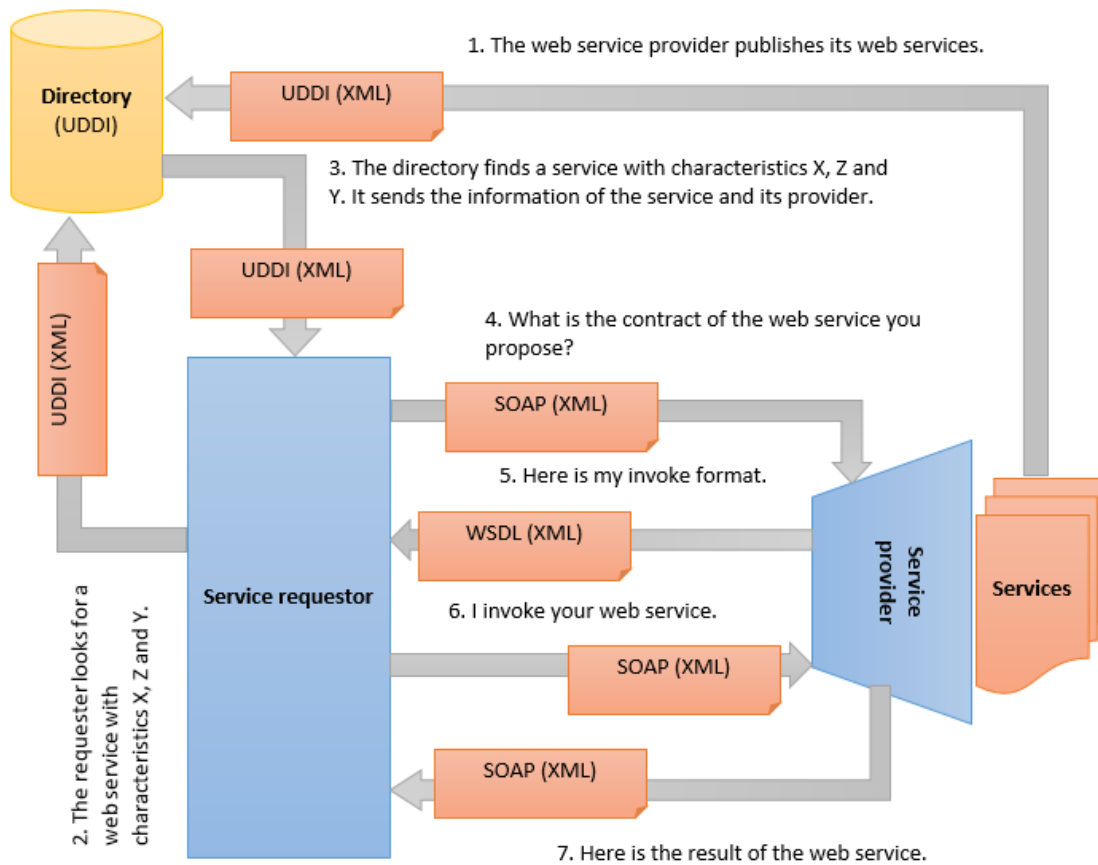 1. The web service provider publishes its web services.
UDDI (XML)
Directory
(UDDI)
3. The directory finds a service with characteristics X, Z and
Y. It sends the information of the service and its provider.
UDDI (XML)
UDDI (XML)
4. What is the contract of the web service you
propose?
SOAP (XML)
5. Here is my invoke format.
WSDL (XML)
Service
provider
Services
Service requestor
2. The requester looks for a
web service with
characteristics X, Z and Y.
6. I invoke your web service.
SOAP (XML)
SOAP (XML)
7. Here is the result of the web service.